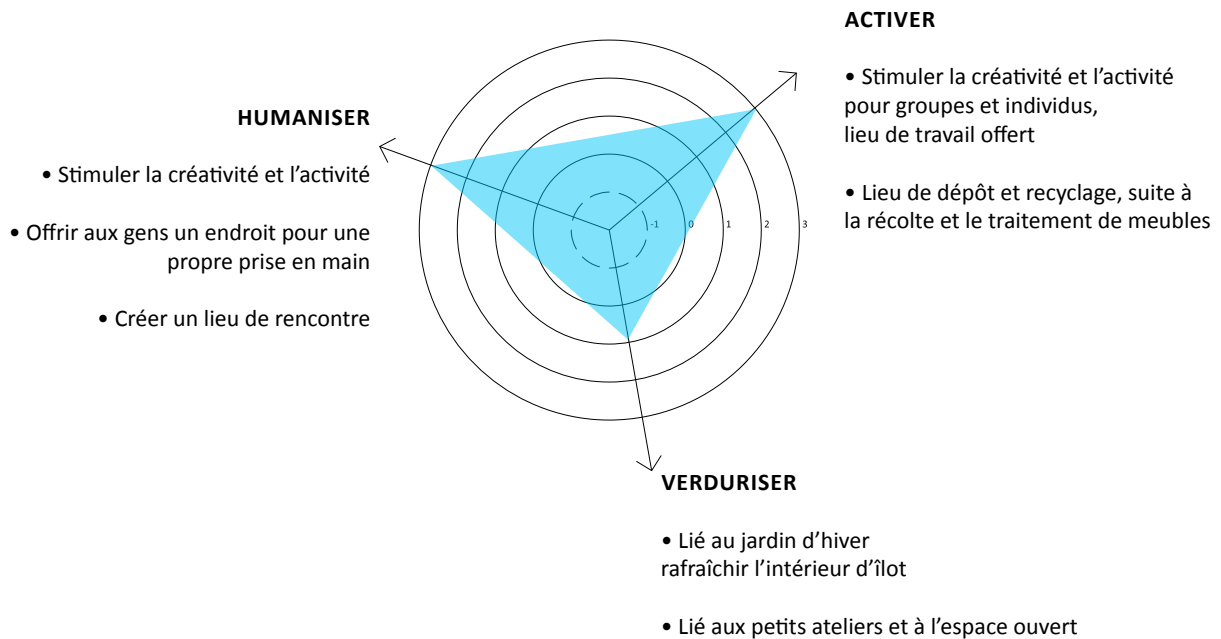 ACTIVER
• Stimuler la créativité et l’activité
pour groupes et individus,
lieu de travail offert
• Lieu de dépôt et recyclage, suite à
la récolte et le traitement de meubles
HUMANISER
• Stimuler la créativité et l’activité
• Offrir aux gens un endroit pour une
propre prise en main
• Créer un lieu de rencontre
-1 0 1 2 3
VERDURISER
• Lié au jardin d’hiver
rafraîchir l’intérieur d’îlot
• Lié aux petits ateliers et à l’espace ouvert